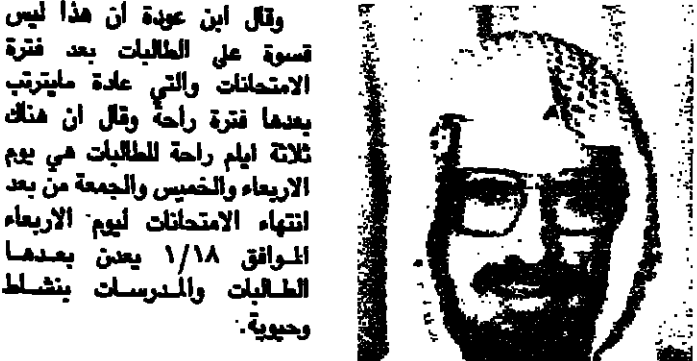 وقال ابن عودة ان هذا ليس
قسوة على الطالبات بعد فترة
الامتحانات والتي عادة مايترتب
بعدها فترة راحة وقال ان هناك
ثلاثة ايام راحة للطالبات هي يوم
الاربعاء والخميس والجمعة من بعد
انتهاء الامتحانات ليوم الاربعاء
الموافق ١/١٨ يعدن بعدها
الطالبات والمدرسات بنشاط
وحيوية.